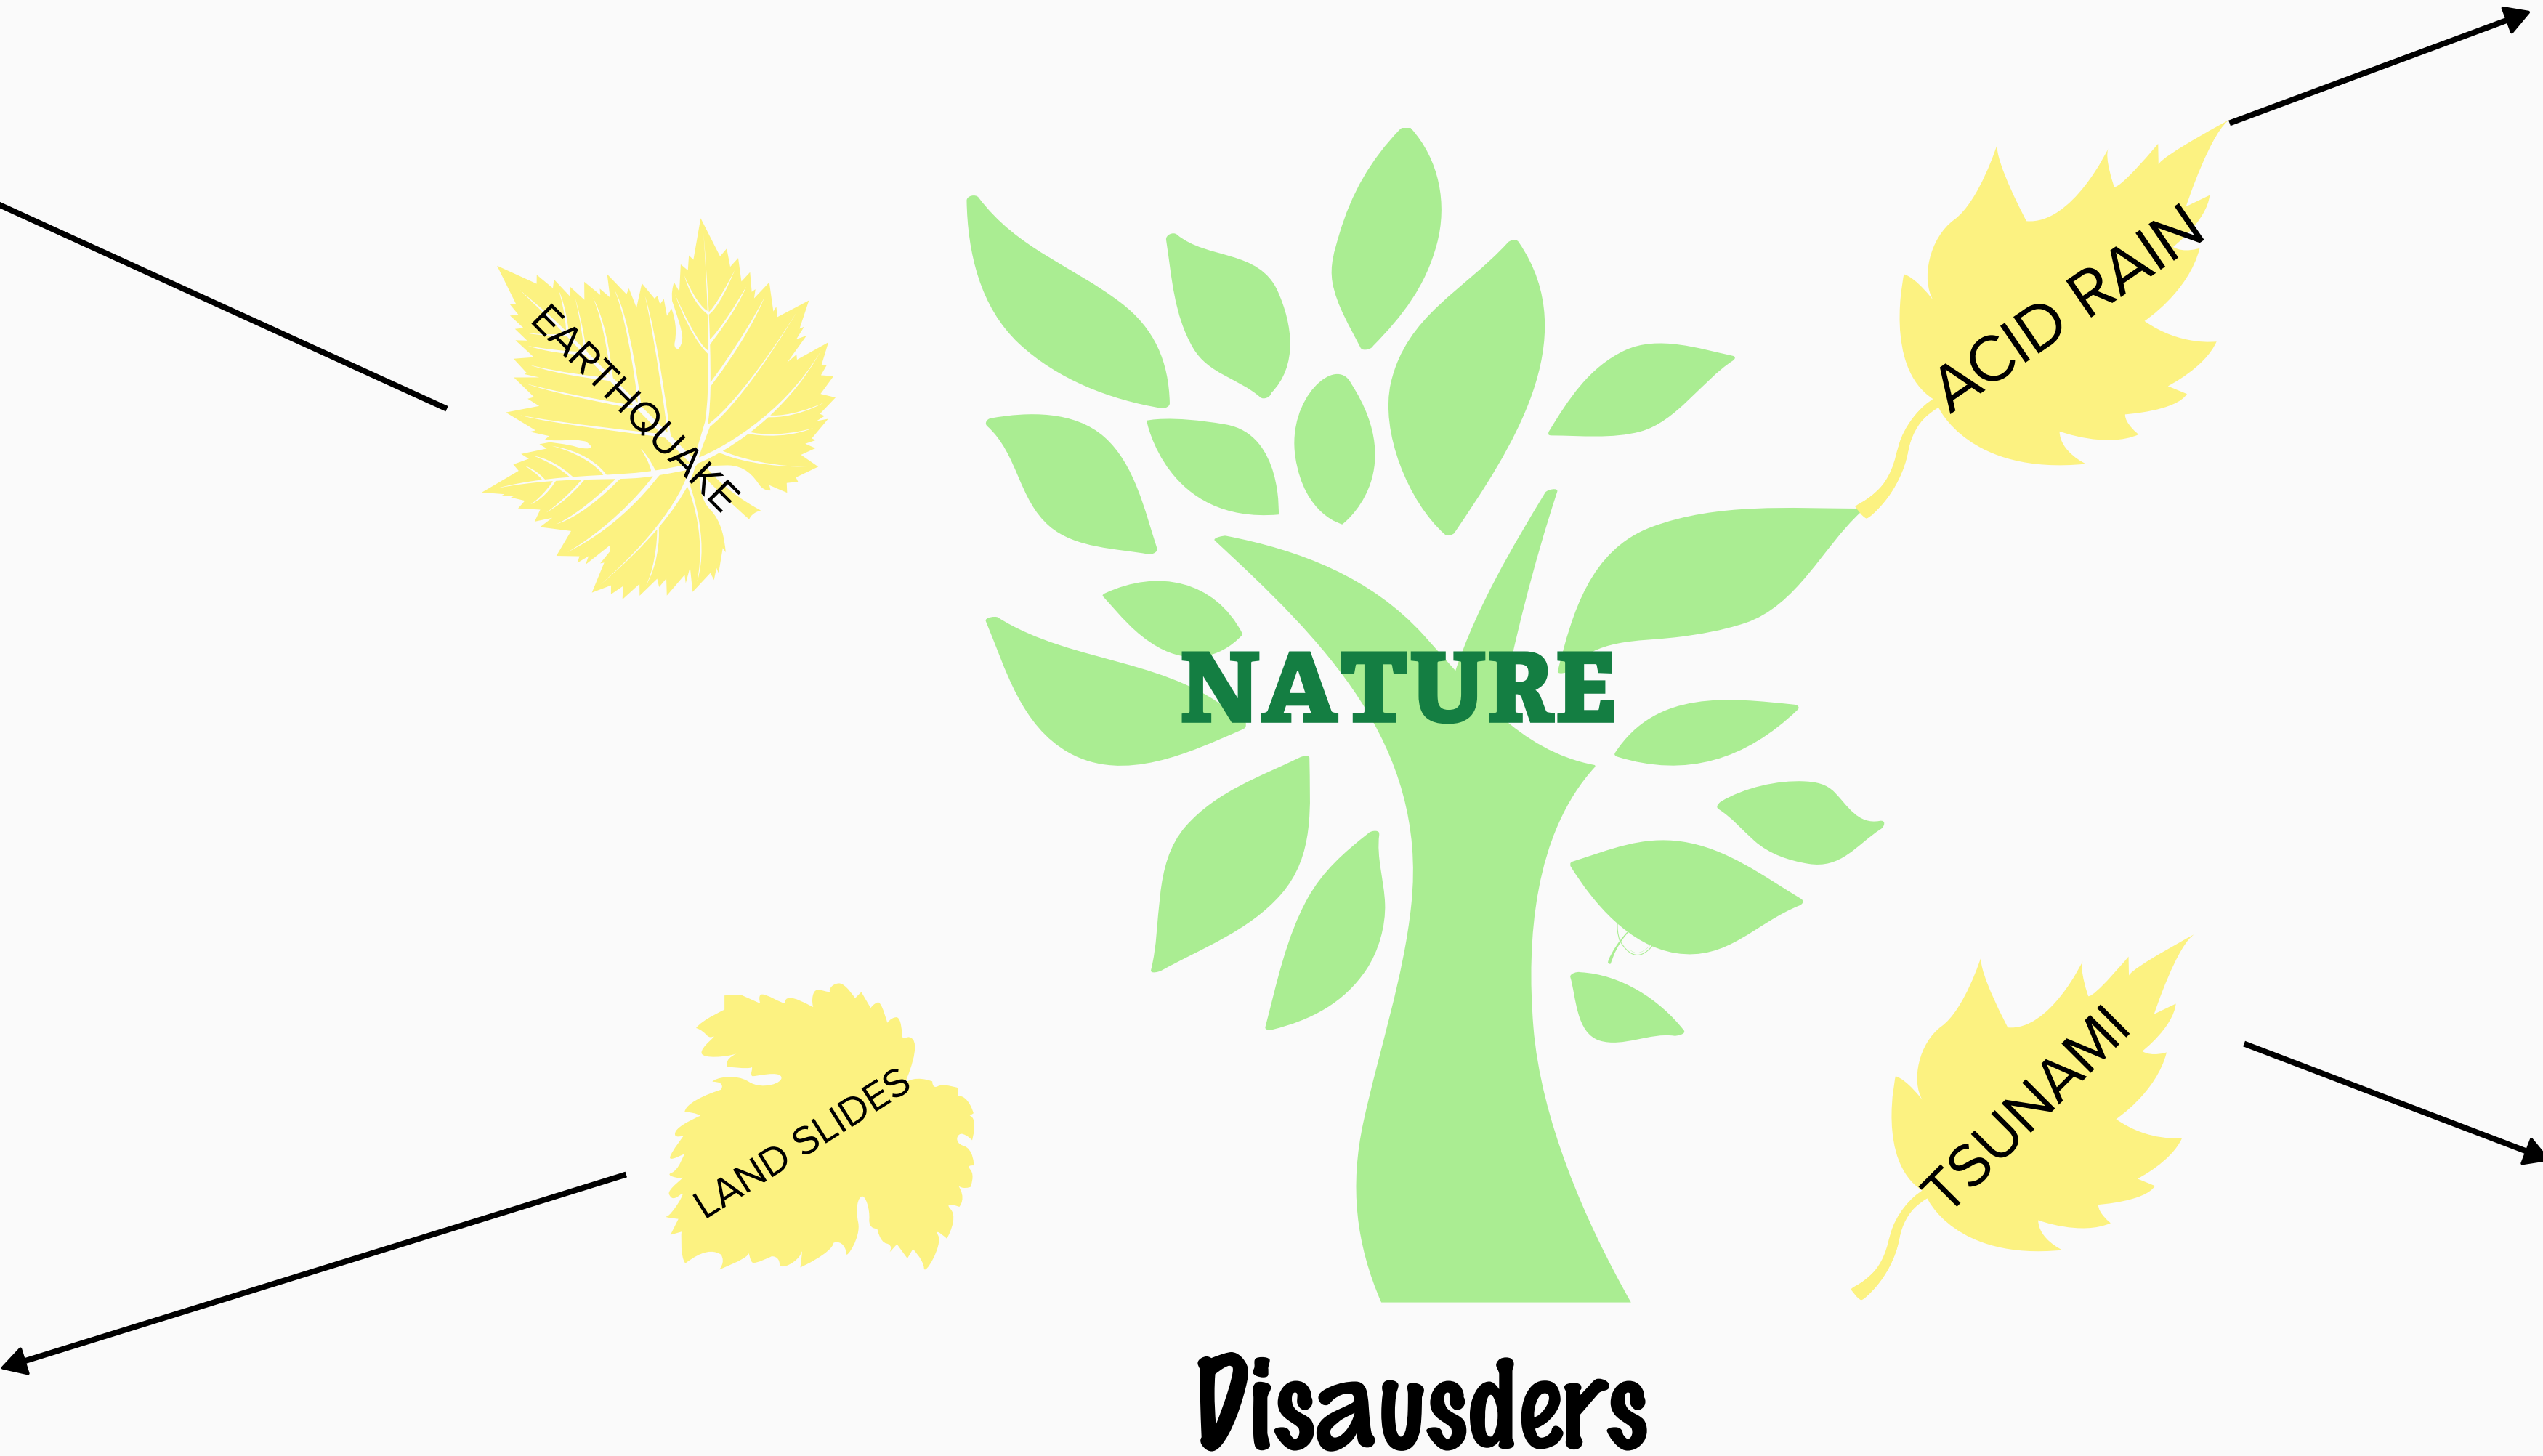 ACID RAIN
EARTHQUAKE
NATURE
TSUNAMI
LAND SLIDES
Disausders